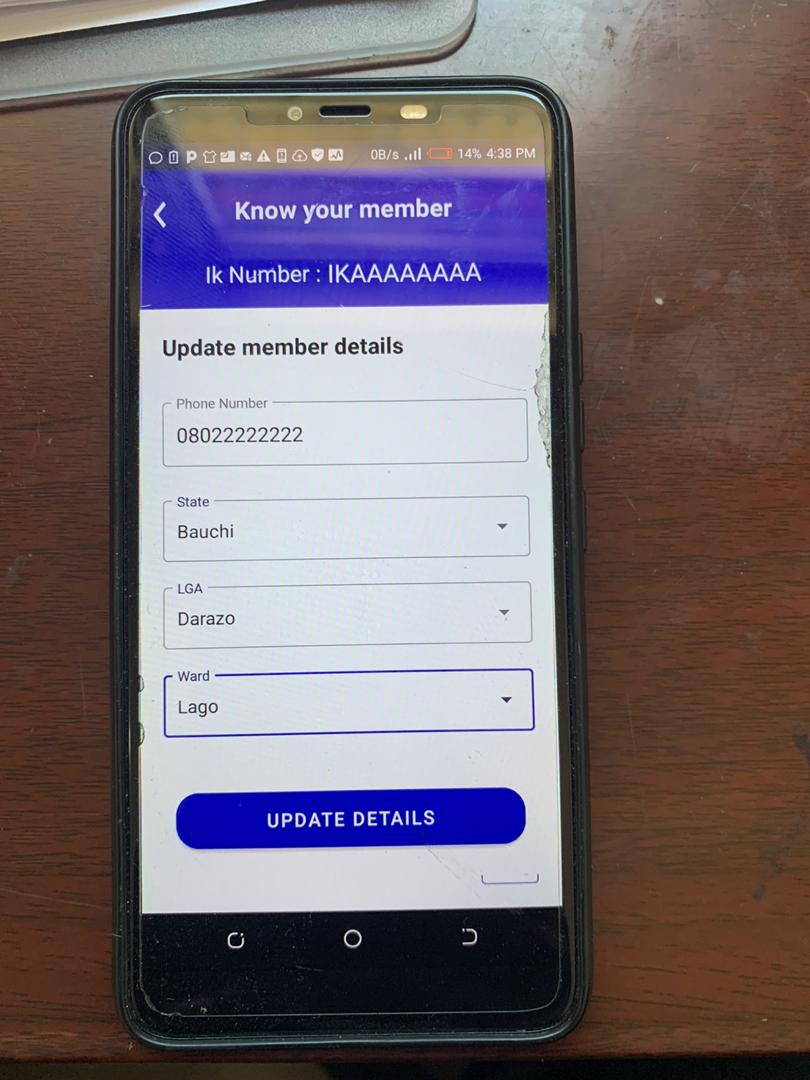 0B/s 14% 4:38 PM
Know your member
Ik Number : IKAAAAAAAA
Update member details
Phone Number
08022222222
State
Bauchi
LGA
Darazo
Ward
Lago
UPDATE DETAILS